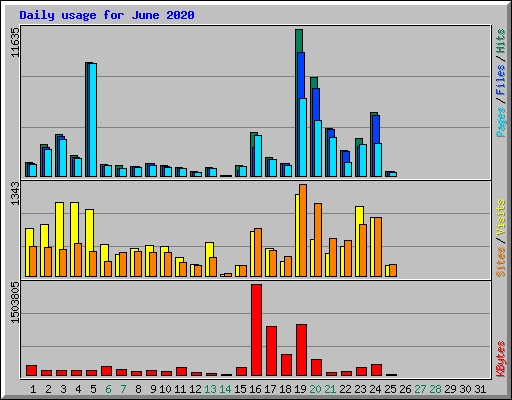 Daily usage for June 2020
11635
Pages / Files / Hits
1343
Sites / Visits
1503805
KBytes
1 2 3 4 5 6 7 8 9 10 11 12 13 14 15 16 17 18 19 20 21 22 23 24 25 26 27 28 29 30 31